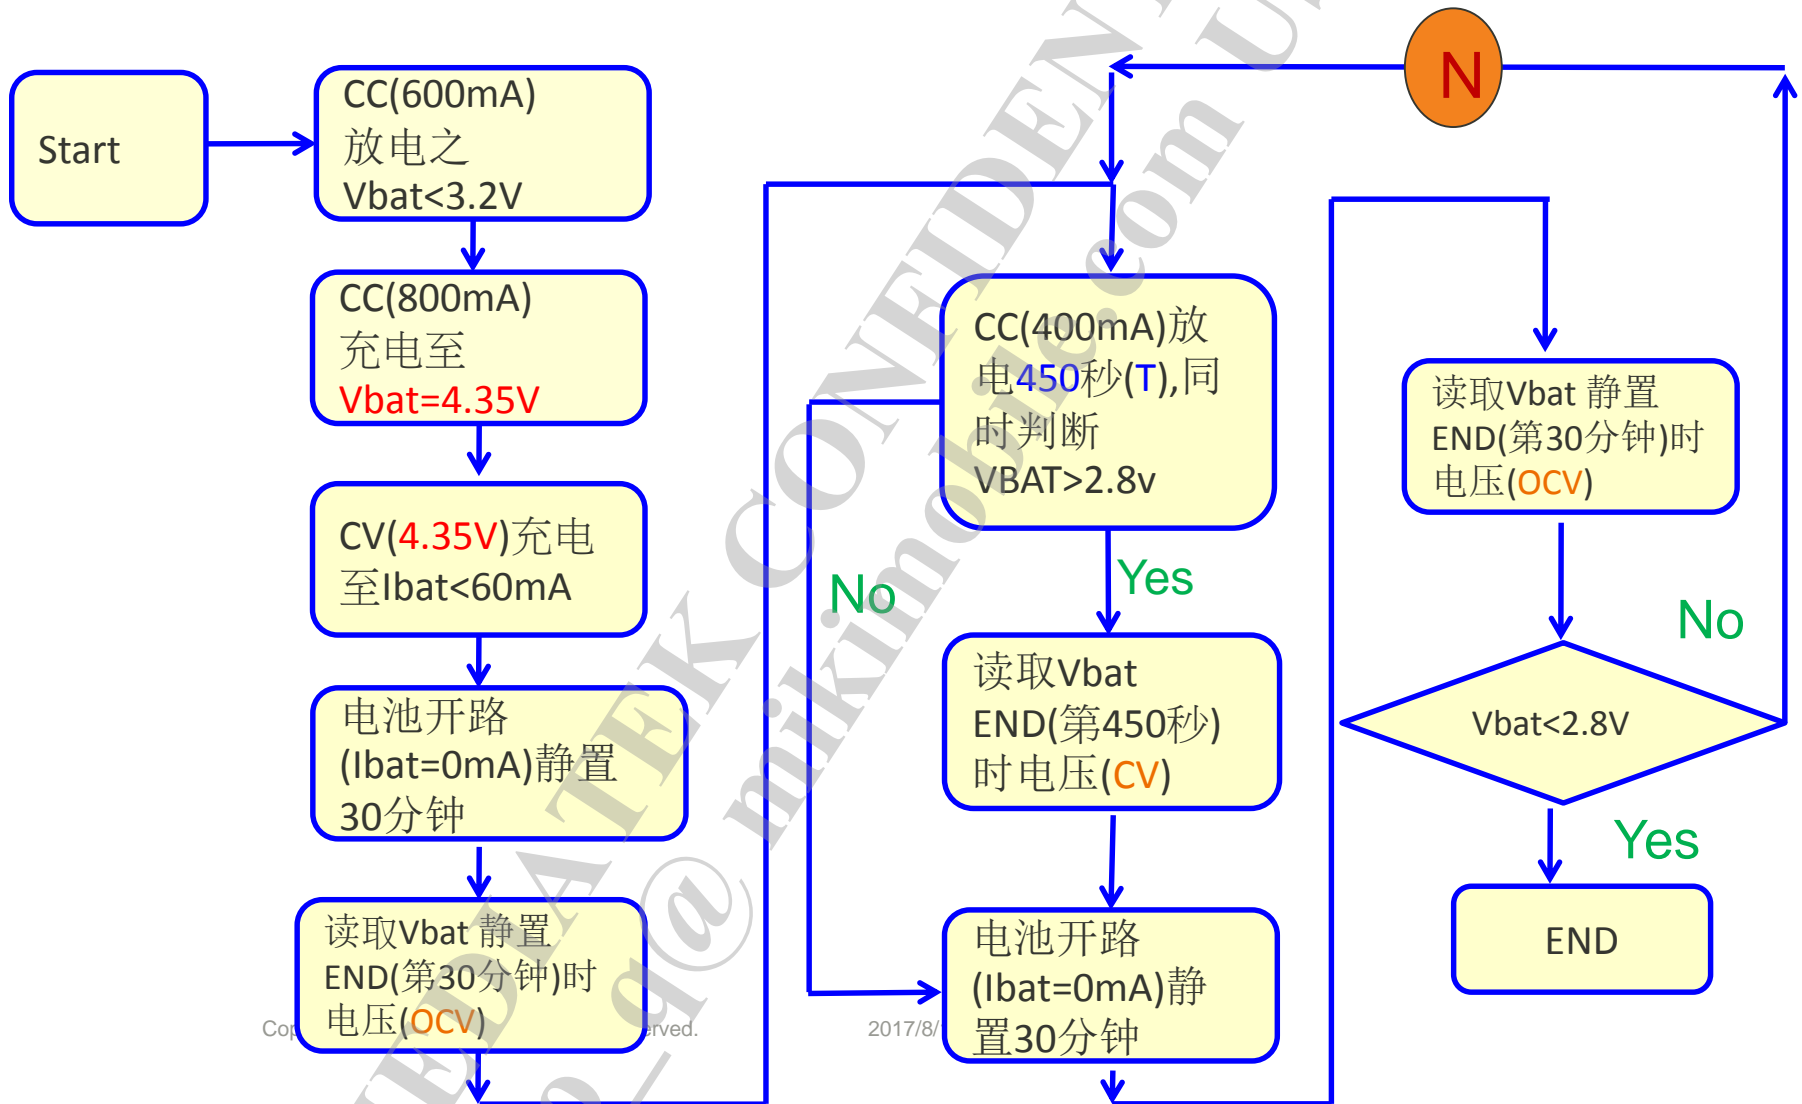 Start
CC(600mA)
放电之
Vbat<3.2V
CC(800mA)
充电至
Vbat=4.35V
CV(4.35V)充电
至Ibat<60mA
电池开路
(Ibat=0mA)静置
30分钟
读取Vbat 静置
END(第30分钟)时
电压(OCV)
N
CC(400mA)放
电450秒(T),同
时判断
VBAT>2.8v
No
Yes
读取Vbat
END(第450秒)
时电压(CV)
电池开路
(Ibat=0mA)静
置30分钟
读取Vbat 静置
END(第30分钟)时
电压(OCV)
No
Vbat<2.8V
Yes
END
2017/8/
MEDIATEK CONFIDEN
q@mikimobile.com U